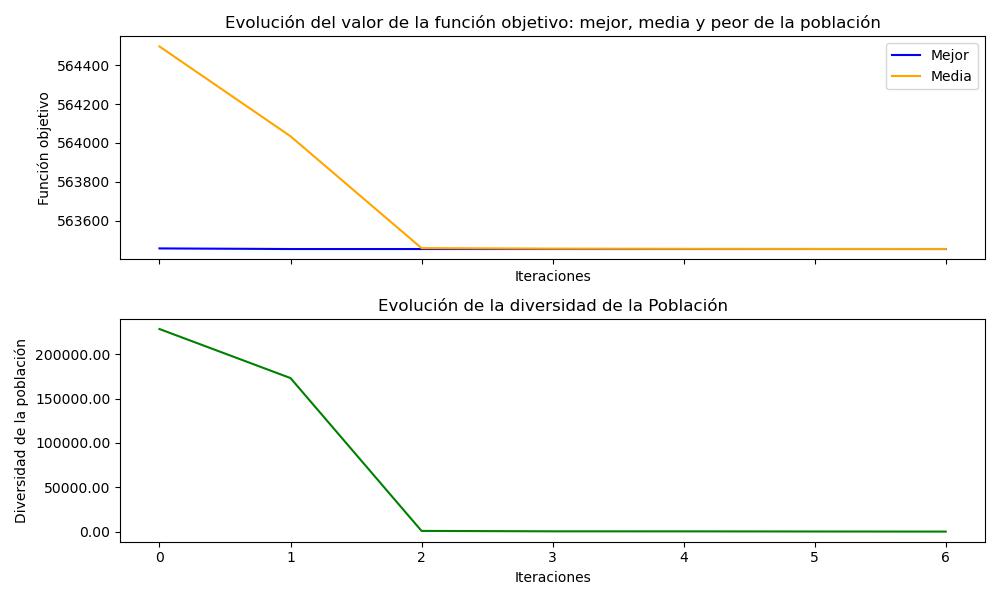 Evolución del valor de la función objetivo: mejor, media y peor de la población
Función objetivo
564400
564200
564000
563800
563600
Mejor
Media
Iteraciones
Evolución de la diversidad de la Población
Diversidad de la población
200000.00
150000.00
100000.00
50000.00
0.00
0 1 2 3 4 5 6
Iteraciones